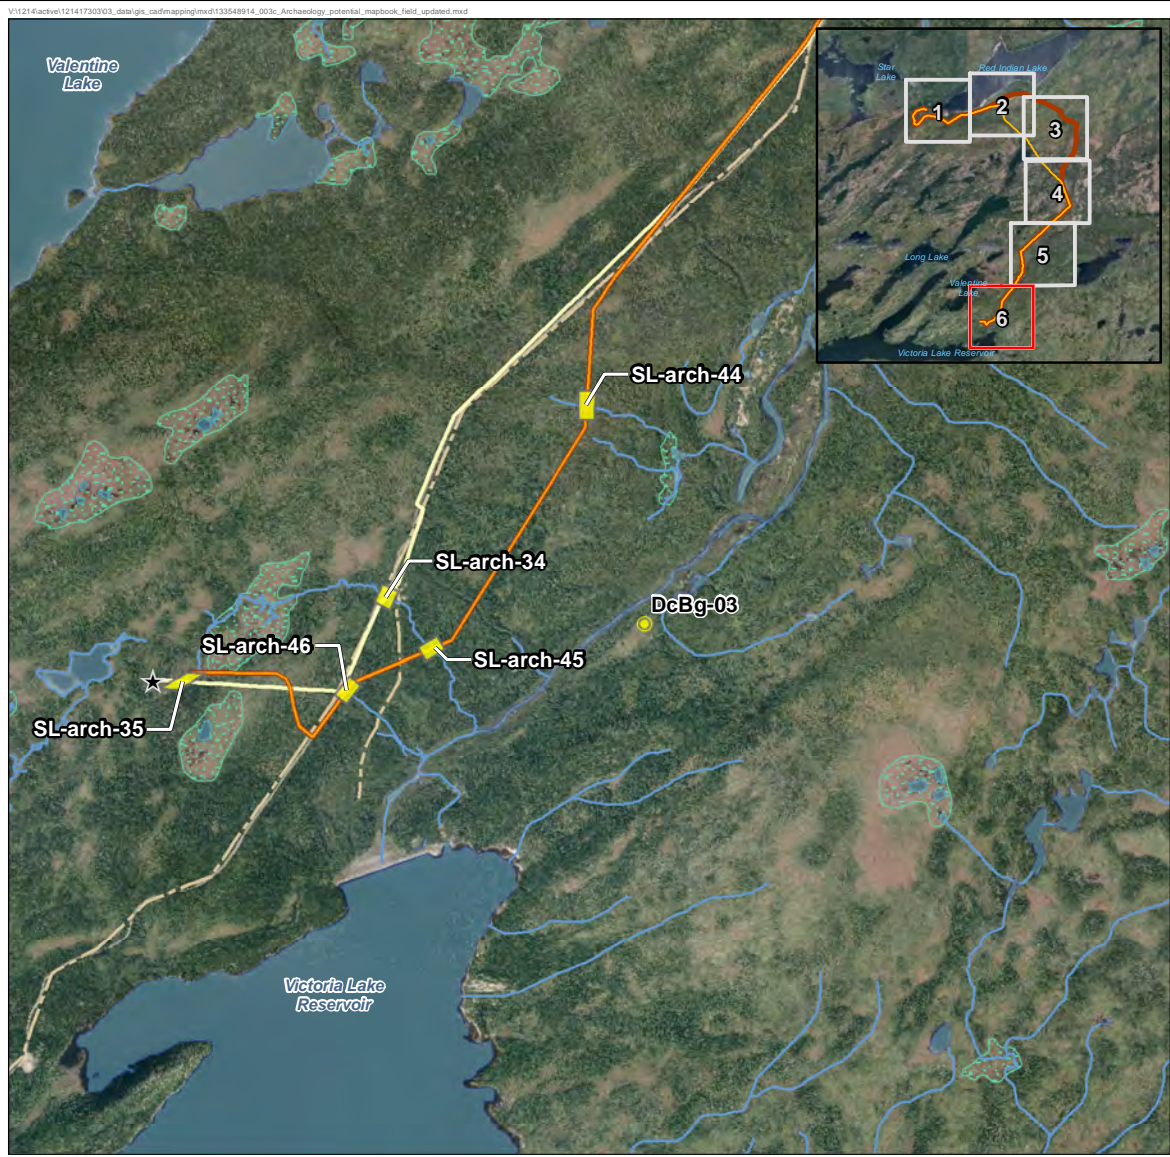 V:\1214\active\121417303\03_data\gis_cad\mapping\mxd\133548914_003c_Archaeology_potential_mapbook_field_updated.mxd
Valentine
Lake
Star
Lake
Red Indian Lake
1
2
3
4
Long Lake
5
Valentine
Lake
6
Victoria Lake Reservoir
SL-arch-44
SL-arch-34
DcBg-03
SL-arch-46
SL-arch-45
SL-arch-35
Victoria Lake
Reservoir